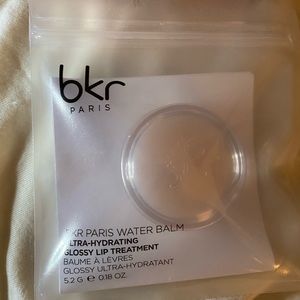 bkr
PARIS
BKR PARIS WATER BALM
ULTRA-HYDRATING
GLOSSY LIP TREATMENT
BAUME À LÈVRES
GLOSSY ULTRA-HYDRATANT
5.2 G ℮ 0.18 OZ.